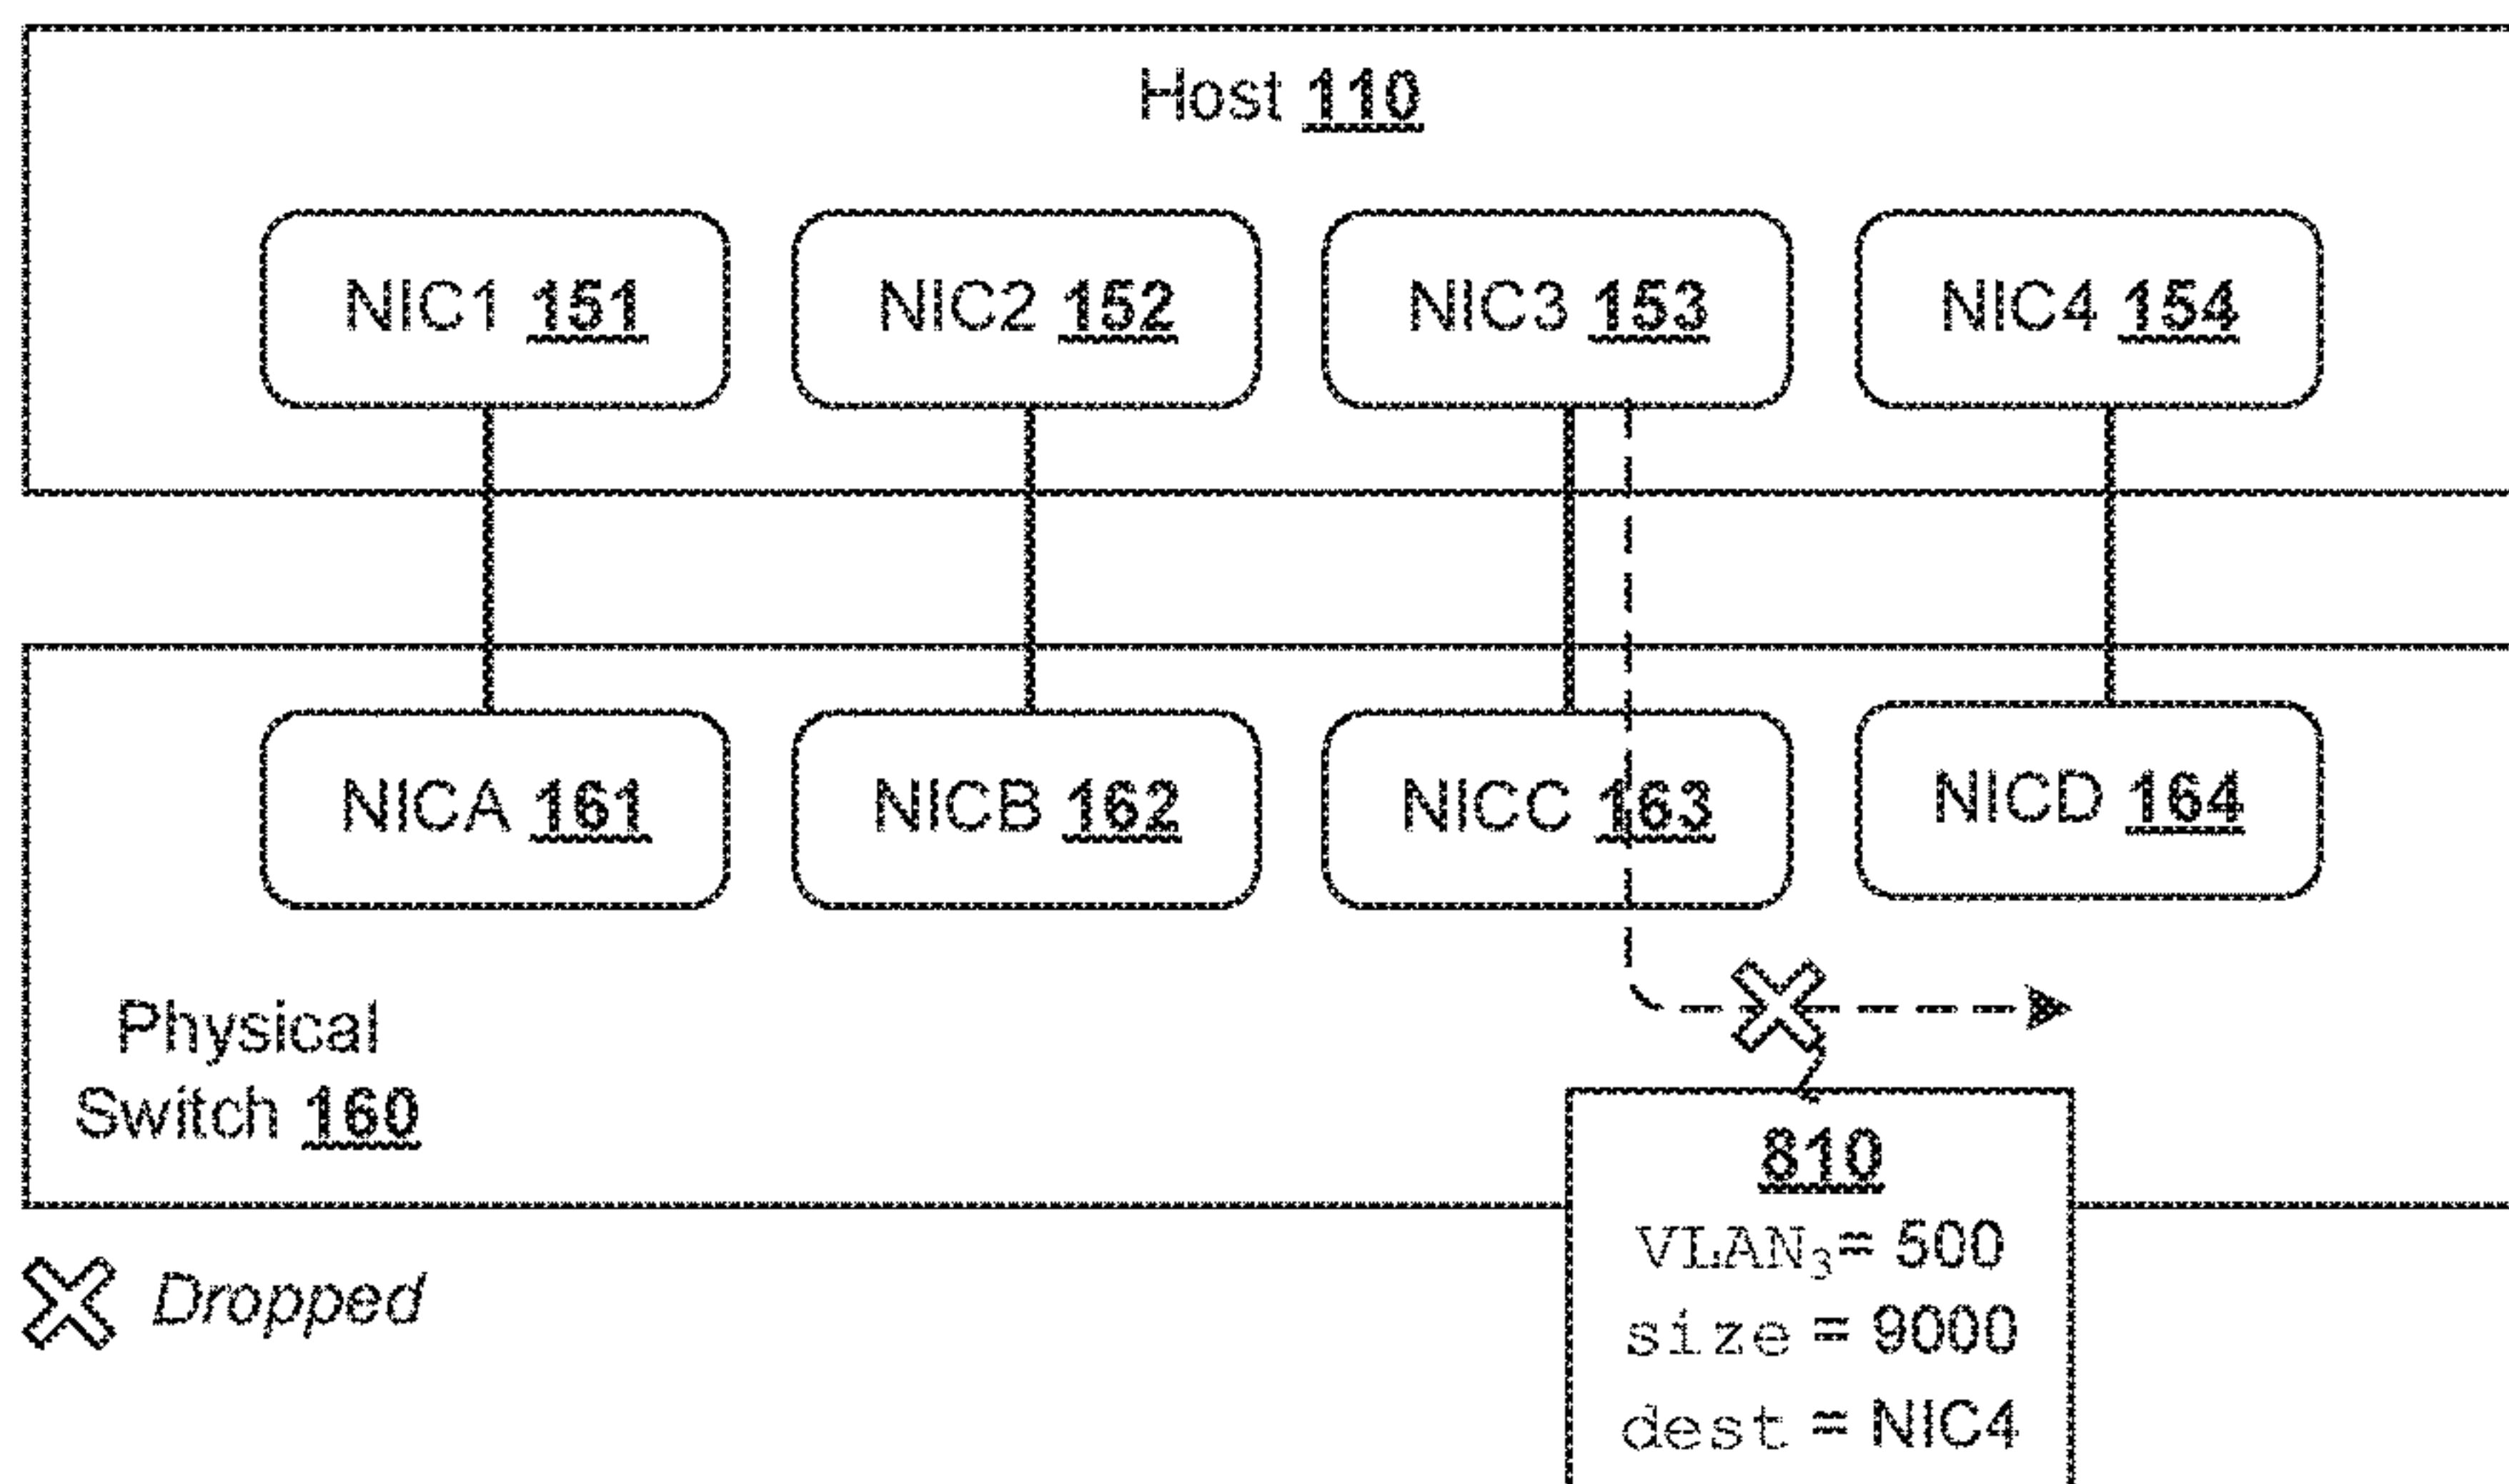 Host 110
NIC1 151 NIC2 152 NIC3 153 NIC4 154
NICA 161 NICB 162 NICC 163 NICD 164
Physical
Switch 160
810
VLAN₃= 500
size = 9000
dest = NIC4
Dropped